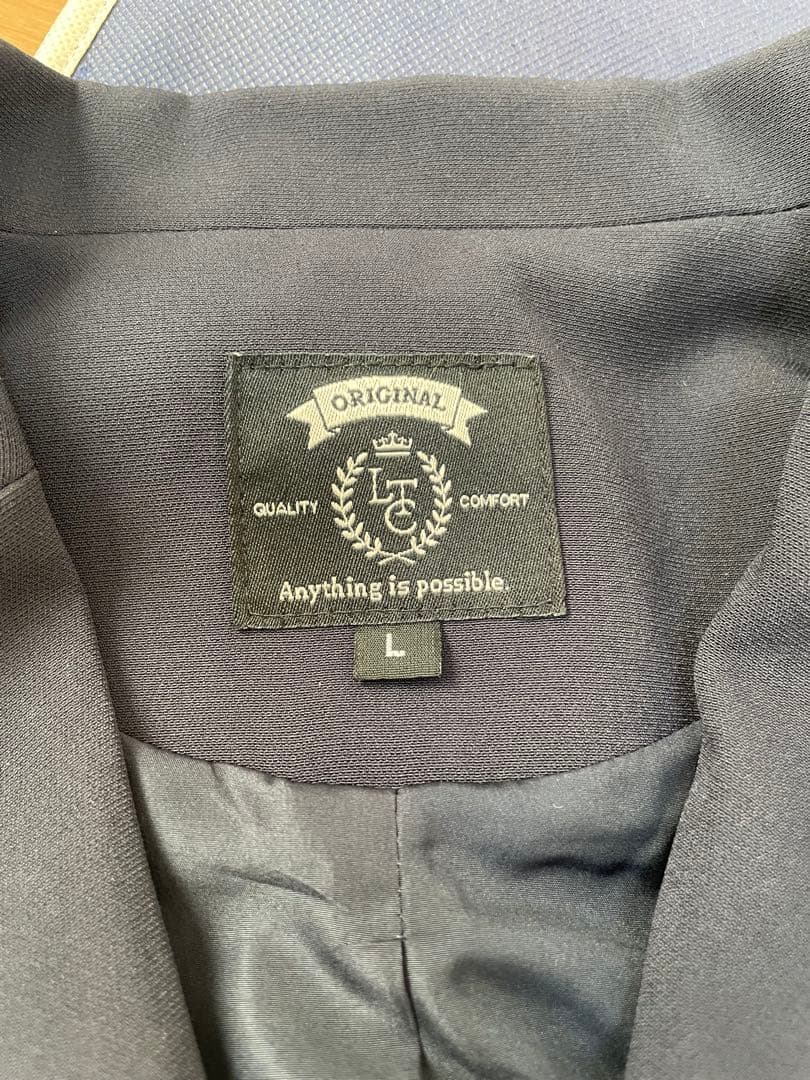 ORIGINAL
LTC
QUALITY COMFORT
Anything is possible.
L